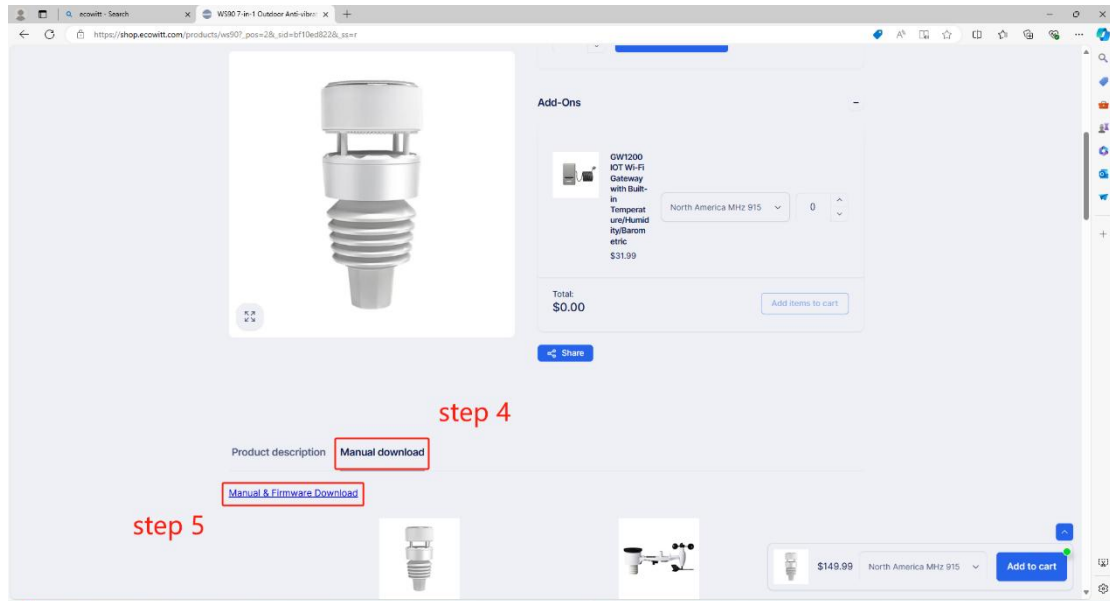 ecowitt - Search
WS90 7-in-1 Outdoor Anti-vibrat
https://shop.ecowitt.com/products/ws90?_pos=2&_sid=bf10ed822&_ss=r
Add-Ons
GW1200
IOT Wi-Fi
Gateway
with Built-
in
Temperat
ure/Humid
ity/Barom
etric
$31.99
North America MHz 915
0
Total:
$0.00
Add items to cart
Share
step 4
Product description
Manual download
Manual & Firmware Download
step 5
$149.99
North America MHz 915
Add to cart